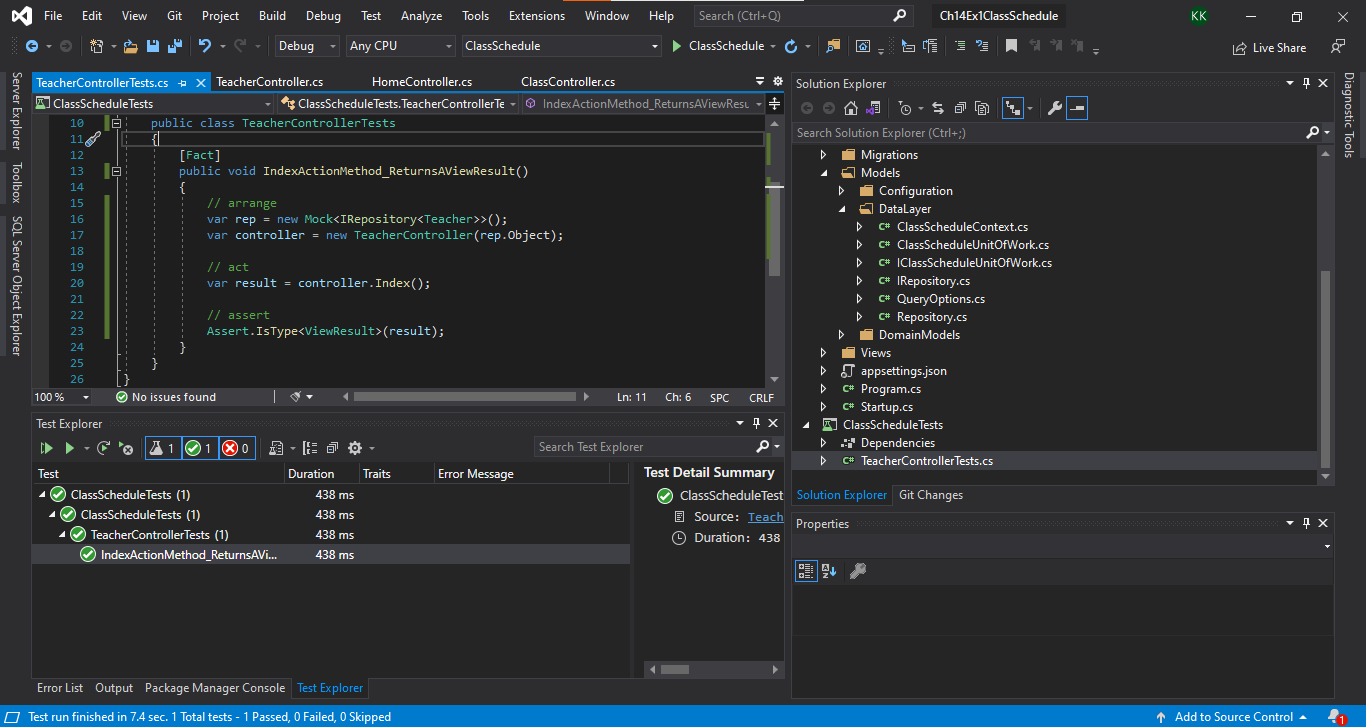 File Edit View Git Project Build Debug Test Analyze Tools Extensions Window Help Search (Ctrl+Q) Ch14Ex1ClassSchedule KK
Debug Any CPU ClassSchedule ClassSchedule Live Share
Server Explorer
Toolbox
SQL Server Object Explorer
TeacherControllerTests.cs TeacherController.cs HomeController.cs ClassController.cs
ClassScheduleTests ClassScheduleTests.TeacherControllerTe IndexActionMethod_ReturnsAViewResu
10 public class TeacherControllerTests
11 {
12 [Fact]
13 public void IndexActionMethod_ReturnsAViewResult()
14 {
15 // arrange
16 var rep = new Mock<IRepository<Teacher>>();
17 var controller = new TeacherController(rep.Object);
18
19 // act
20 var result = controller.Index();
21
22 // assert
23 Assert.IsType<ViewResult>(result);
24 }
25 }
26 }
100 % No issues found Ln: 11 Ch: 6 SPC CRLF
Test Explorer
1 1 0 Search Test Explorer
Test Duration Traits Error Message
ClassScheduleTests (1) 438 ms
ClassScheduleTests (1) 438 ms
TeacherControllerTests (1) 438 ms
IndexActionMethod_ReturnsAVi... 438 ms
Test Detail Summary
ClassScheduleTest
Source: Teach
Duration: 438
Error List Output Package Manager Console Test Explorer
Solution Explorer
Search Solution Explorer (Ctrl+;)
Migrations
Models
Configuration
DataLayer
C# ClassScheduleContext.cs
C# ClassScheduleUnitOfWork.cs
C# IClassScheduleUnitOfWork.cs
C# IRepository.cs
C# QueryOptions.cs
C# Repository.cs
DomainModels
Views
appsettings.json
C# Program.cs
C# Startup.cs
ClassScheduleTests
Dependencies
C# TeacherControllerTests.cs
Solution Explorer Git Changes
Properties
Diagnostic Tools
Test run finished in 7.4 sec. 1 Total tests - 1 Passed, 0 Failed, 0 Skipped Add to Source Control 1